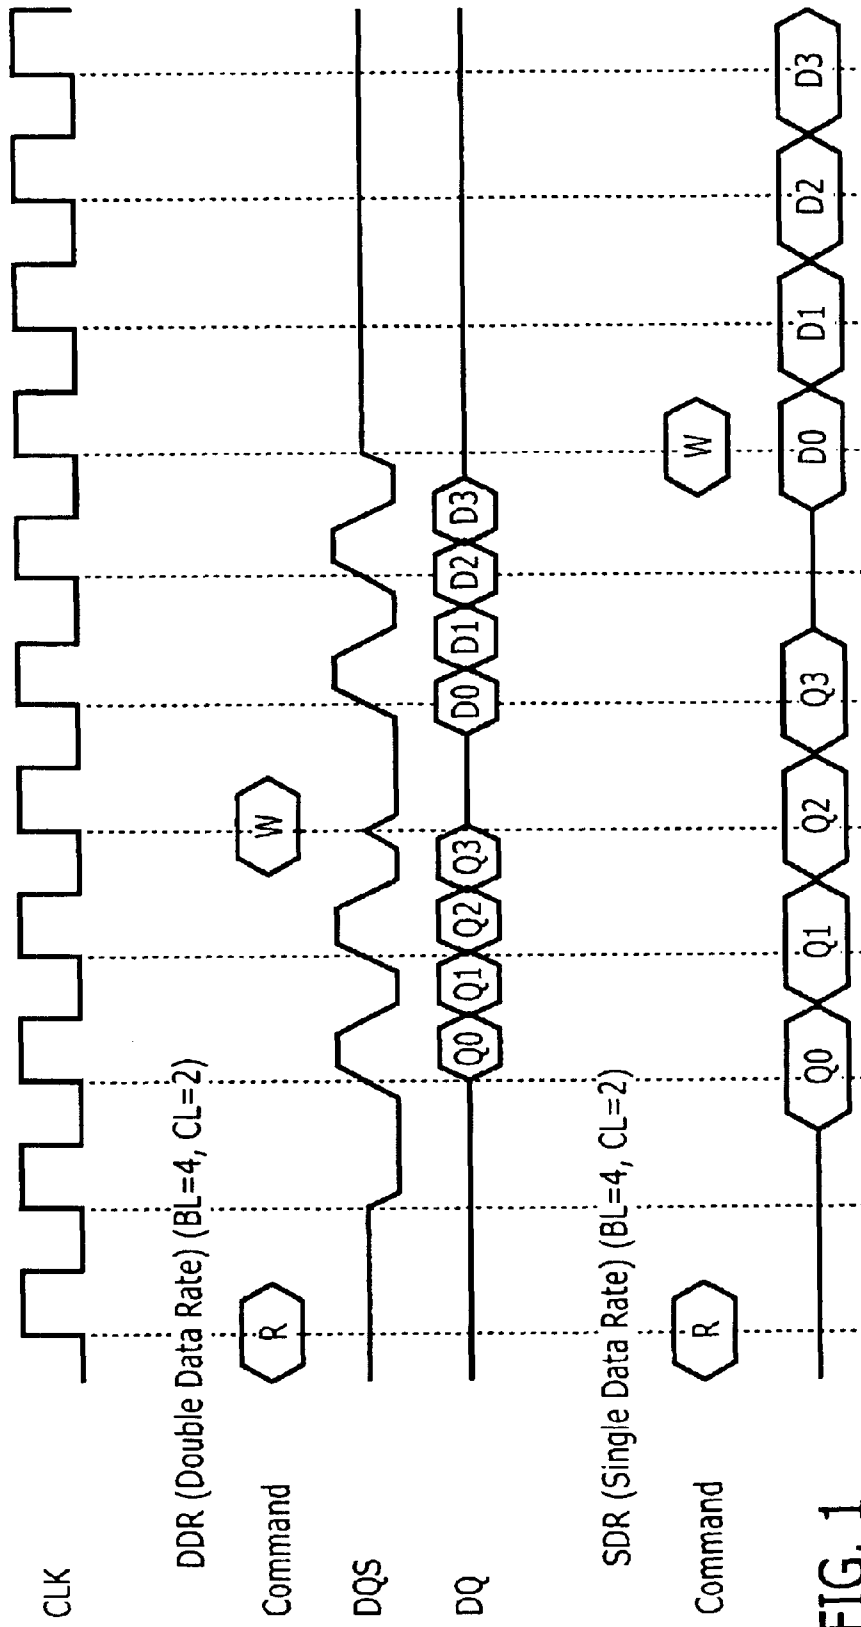 CLK
DDR (Double Data Rate) (BL=4, CL=2)
Command
R
W
DQS
DQ
Q0 Q1 Q2 Q3 D0 D1 D2 D3
SDR (Single Data Rate) (BL=4, CL=2)
Command
R
W
Q0 Q1 Q2 Q3 D0 D1 D2 D3
FIG. 1